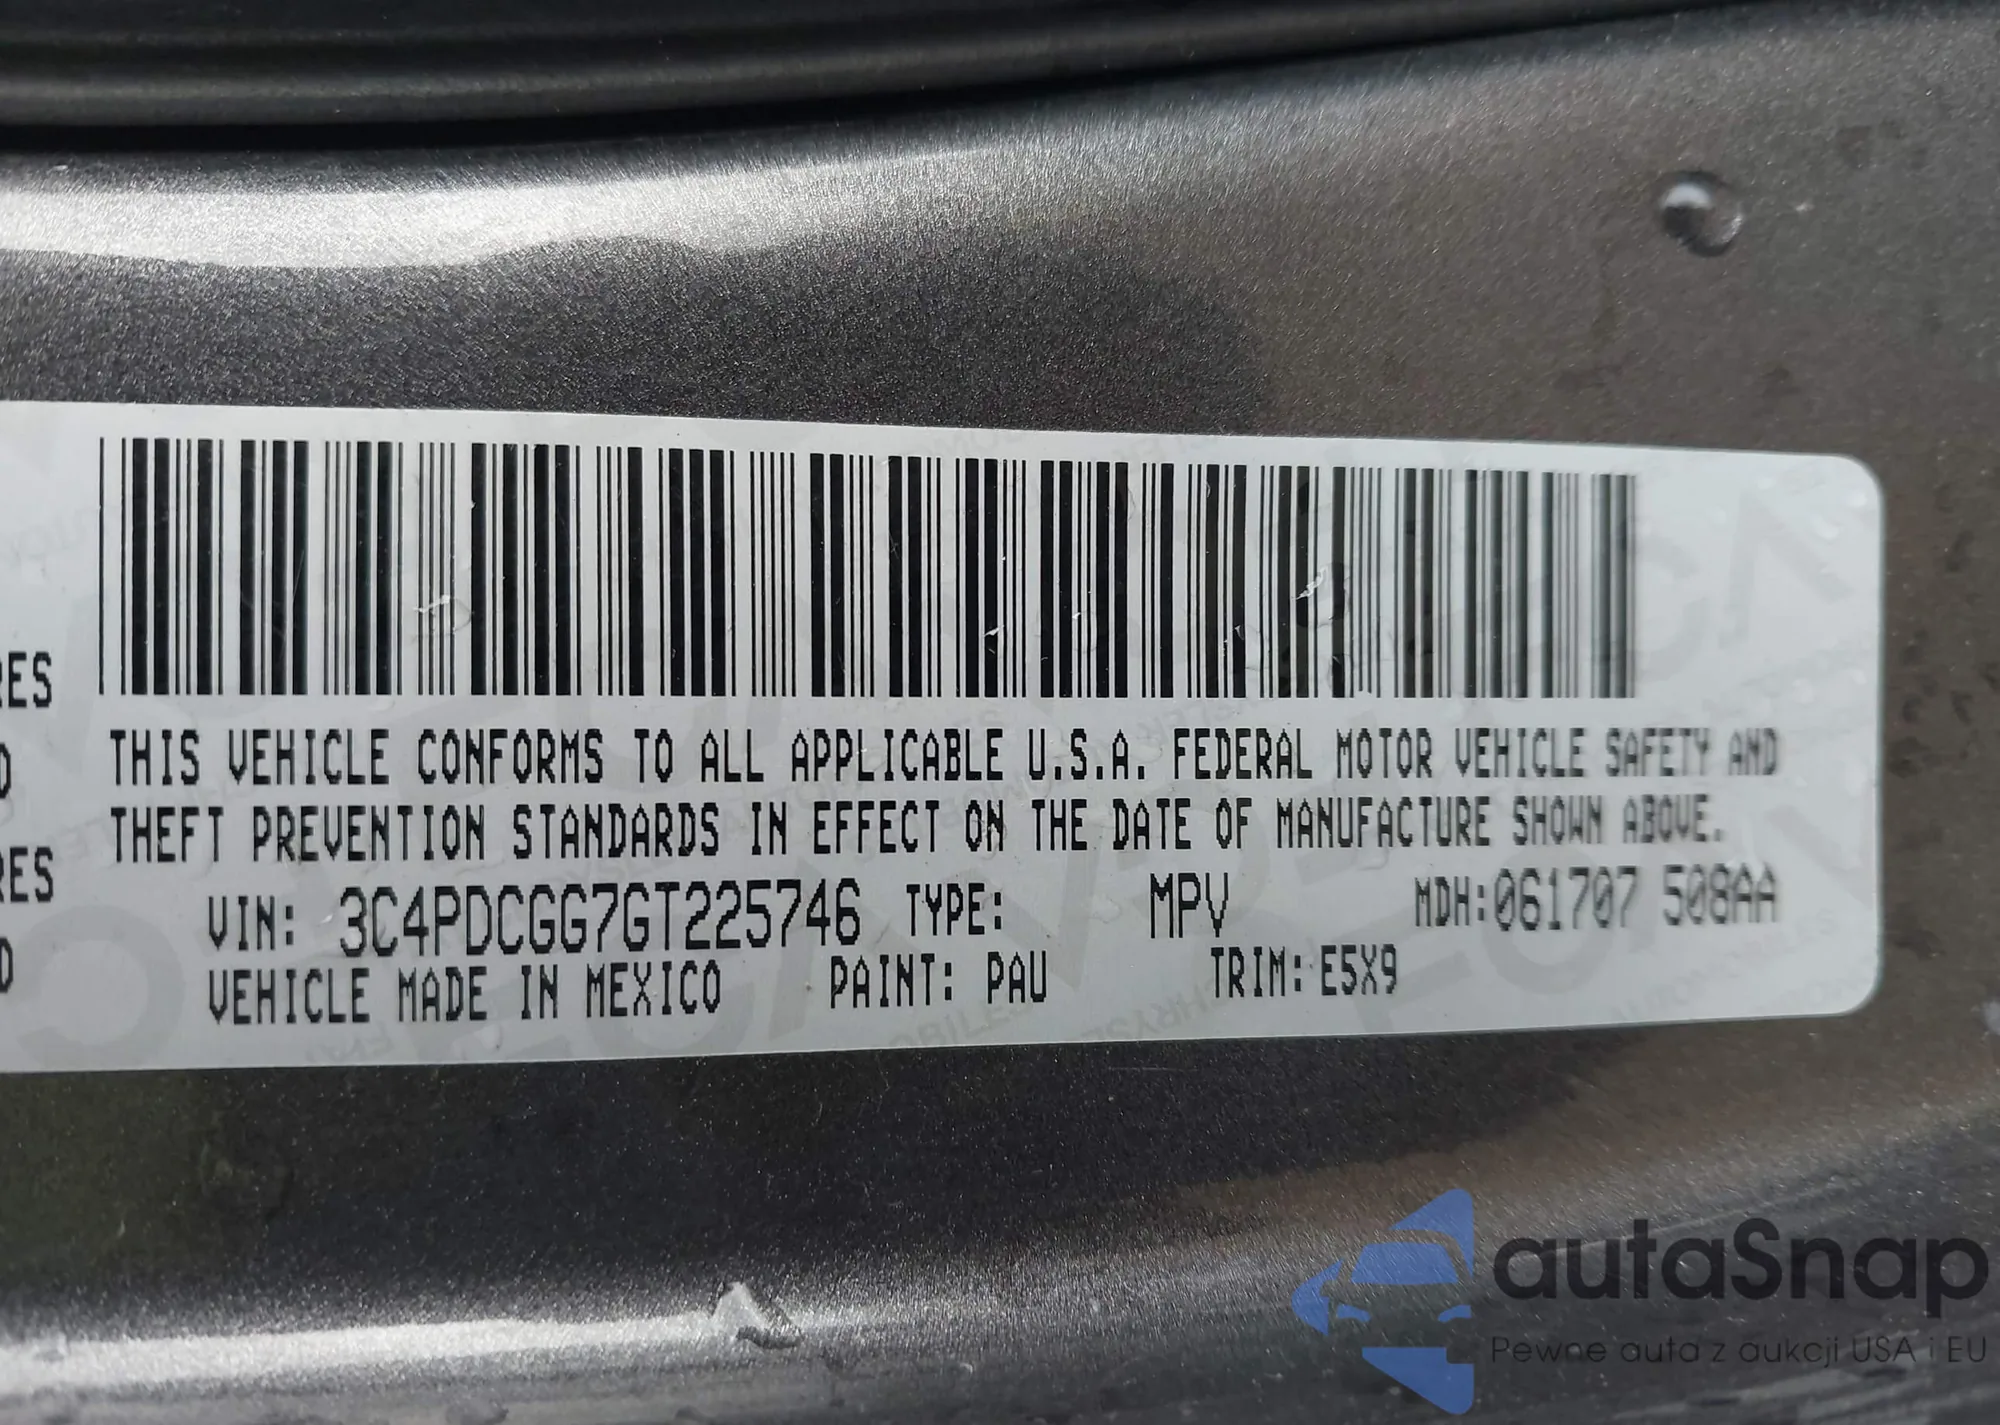 RES
D
RES
D
THIS VEHICLE CONFORMS TO ALL APPLICABLE U.S.A. FEDERAL MOTOR VEHICLE SAFETY AND
THEFT PREVENTION STANDARDS IN EFFECT ON THE DATE OF MANUFACTURE SHOWN ABOVE.
VIN: 3C4PDCGG7GT225746 TYPE: MPV MDH:061707 508AA
VEHICLE MADE IN MEXICO PAINT: PAU TRIM: E5X9
autaSnap
Pewne auta z aukcji USA i EU